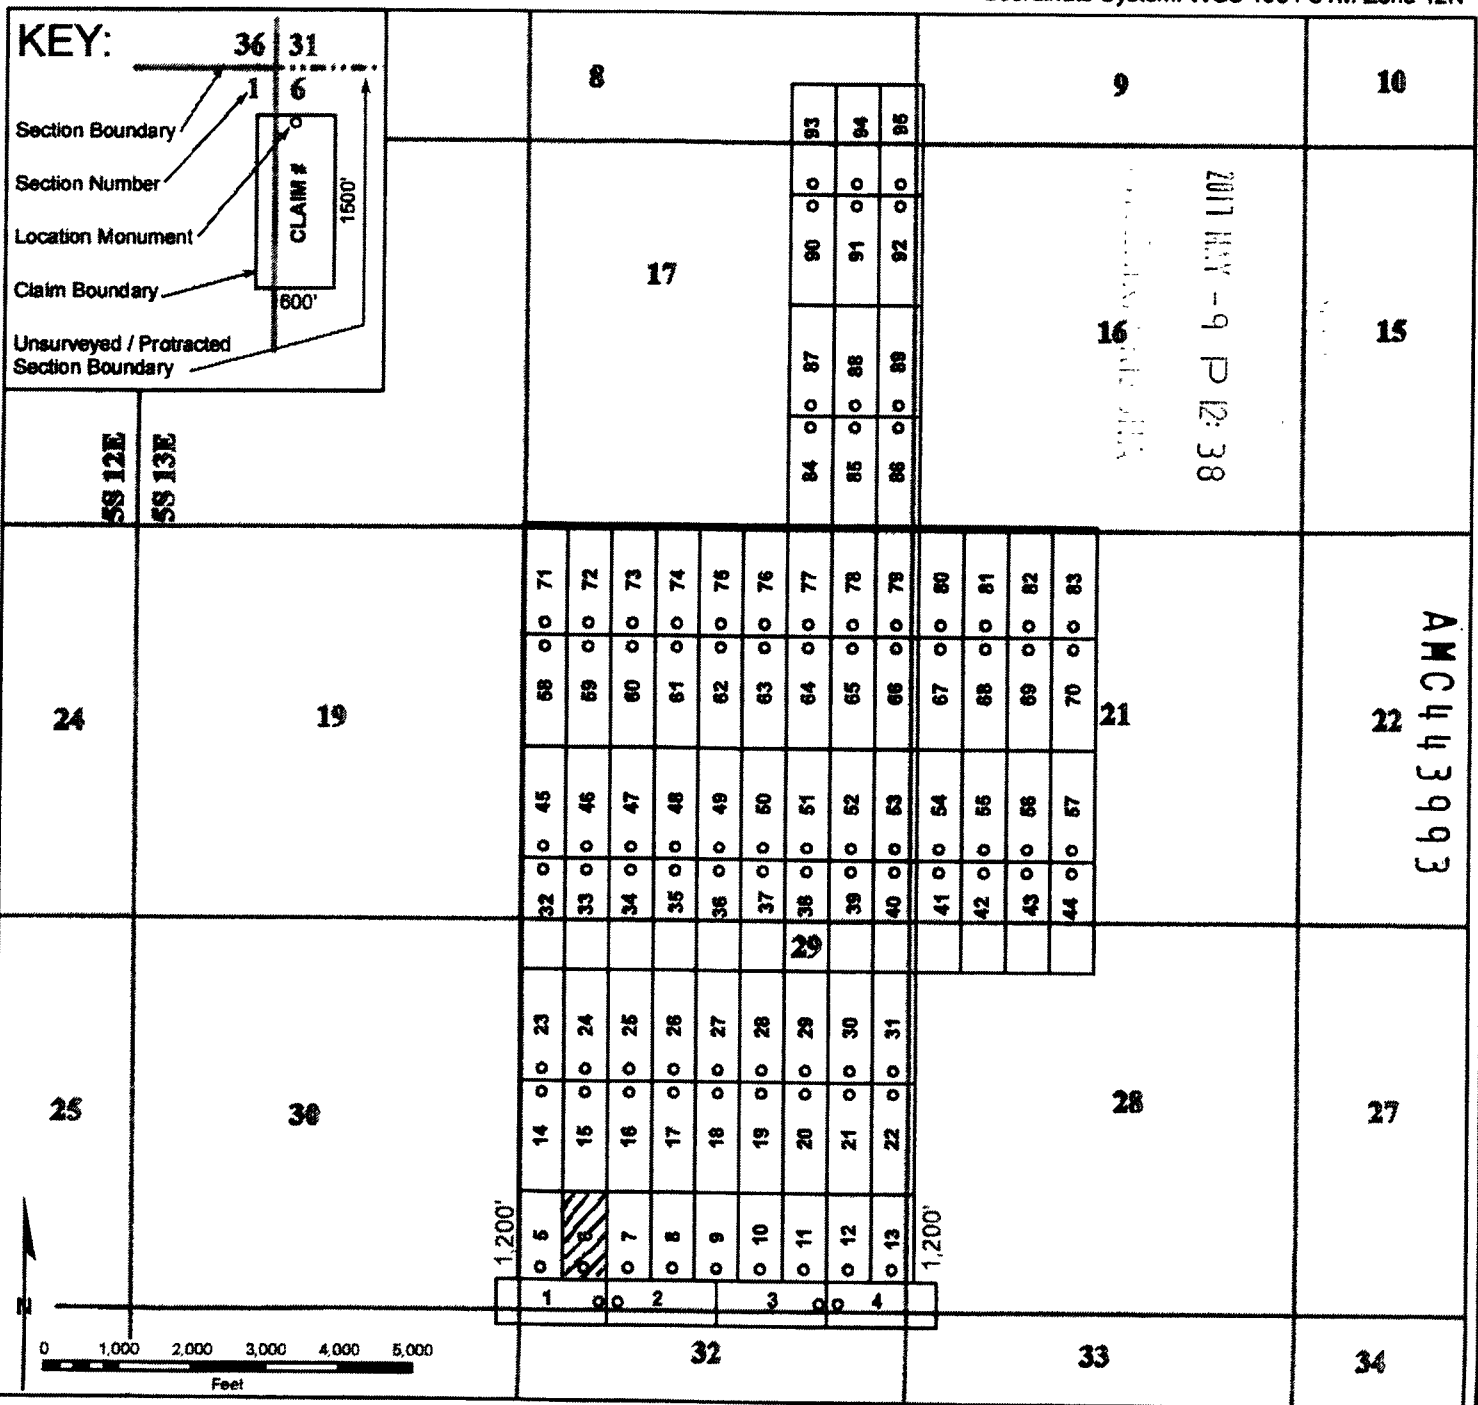 KEY:
36 31
1 6
Section Boundary
Section Number
Location Monument
Claim Boundary
Unsurveyed / Protracted
Section Boundary
CLAIM #
1500'
600'
8
9
10
93 94 95
17
90 91 92
16
15
2017 MAY -9 P 12: 38
87 88 89
84 85 86
5S 12E
5S 13E
71 72 73 74 75 76 77 78 79 80 81 82 83
24
19
58 59 60 61 62 63 64 65 66 67 68 69 70
21
22
AMC443993
45 46 47 48 49 50 51 52 53 54 55 56 57
32 33 34 35 36 37 38 39 40 41 42 43 44
29
23 24 25 26 27 28 29 30 31
25
30
28
27
14 15 16 17 18 19 20 21 22
1,200'
5 6 7 8 9 10 11 12 13
1,200'
1 2 3 4
N
0 1,000 2,000 3,000 4,000 5,000
Feet
32
33
34